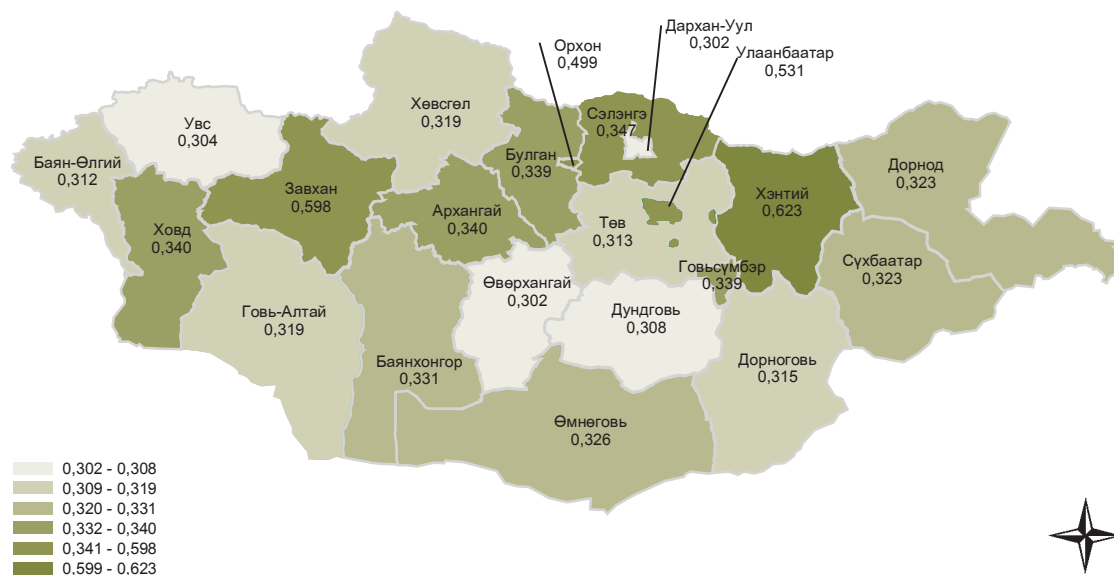 Дархан-Уул
0,302
Орхон
0,499
Улаанбаатар
0,531
Хөвсгөл
0,319
Сэлэнгэ
0,347
Увс
0,304
Баян-Өлгий
0,312
Булган
0,339
Дорнод
0,323
Завхан
0,598
Хэнтий
0,623
Архангай
0,340
Төв
0,313
Ховд
0,340
Сүхбаатар
0,323
Говьсүмбэр
0,339
Өвөрхангай
0,302
Дундговь
0,308
Говь-Алтай
0,319
Баянхонгор
0,331
Дорноговь
0,315
Өмнөговь
0,326
0,302 - 0,308
0,309 - 0,319
0,320 - 0,331
0,332 - 0,340
0,341 - 0,598
0,599 - 0,623